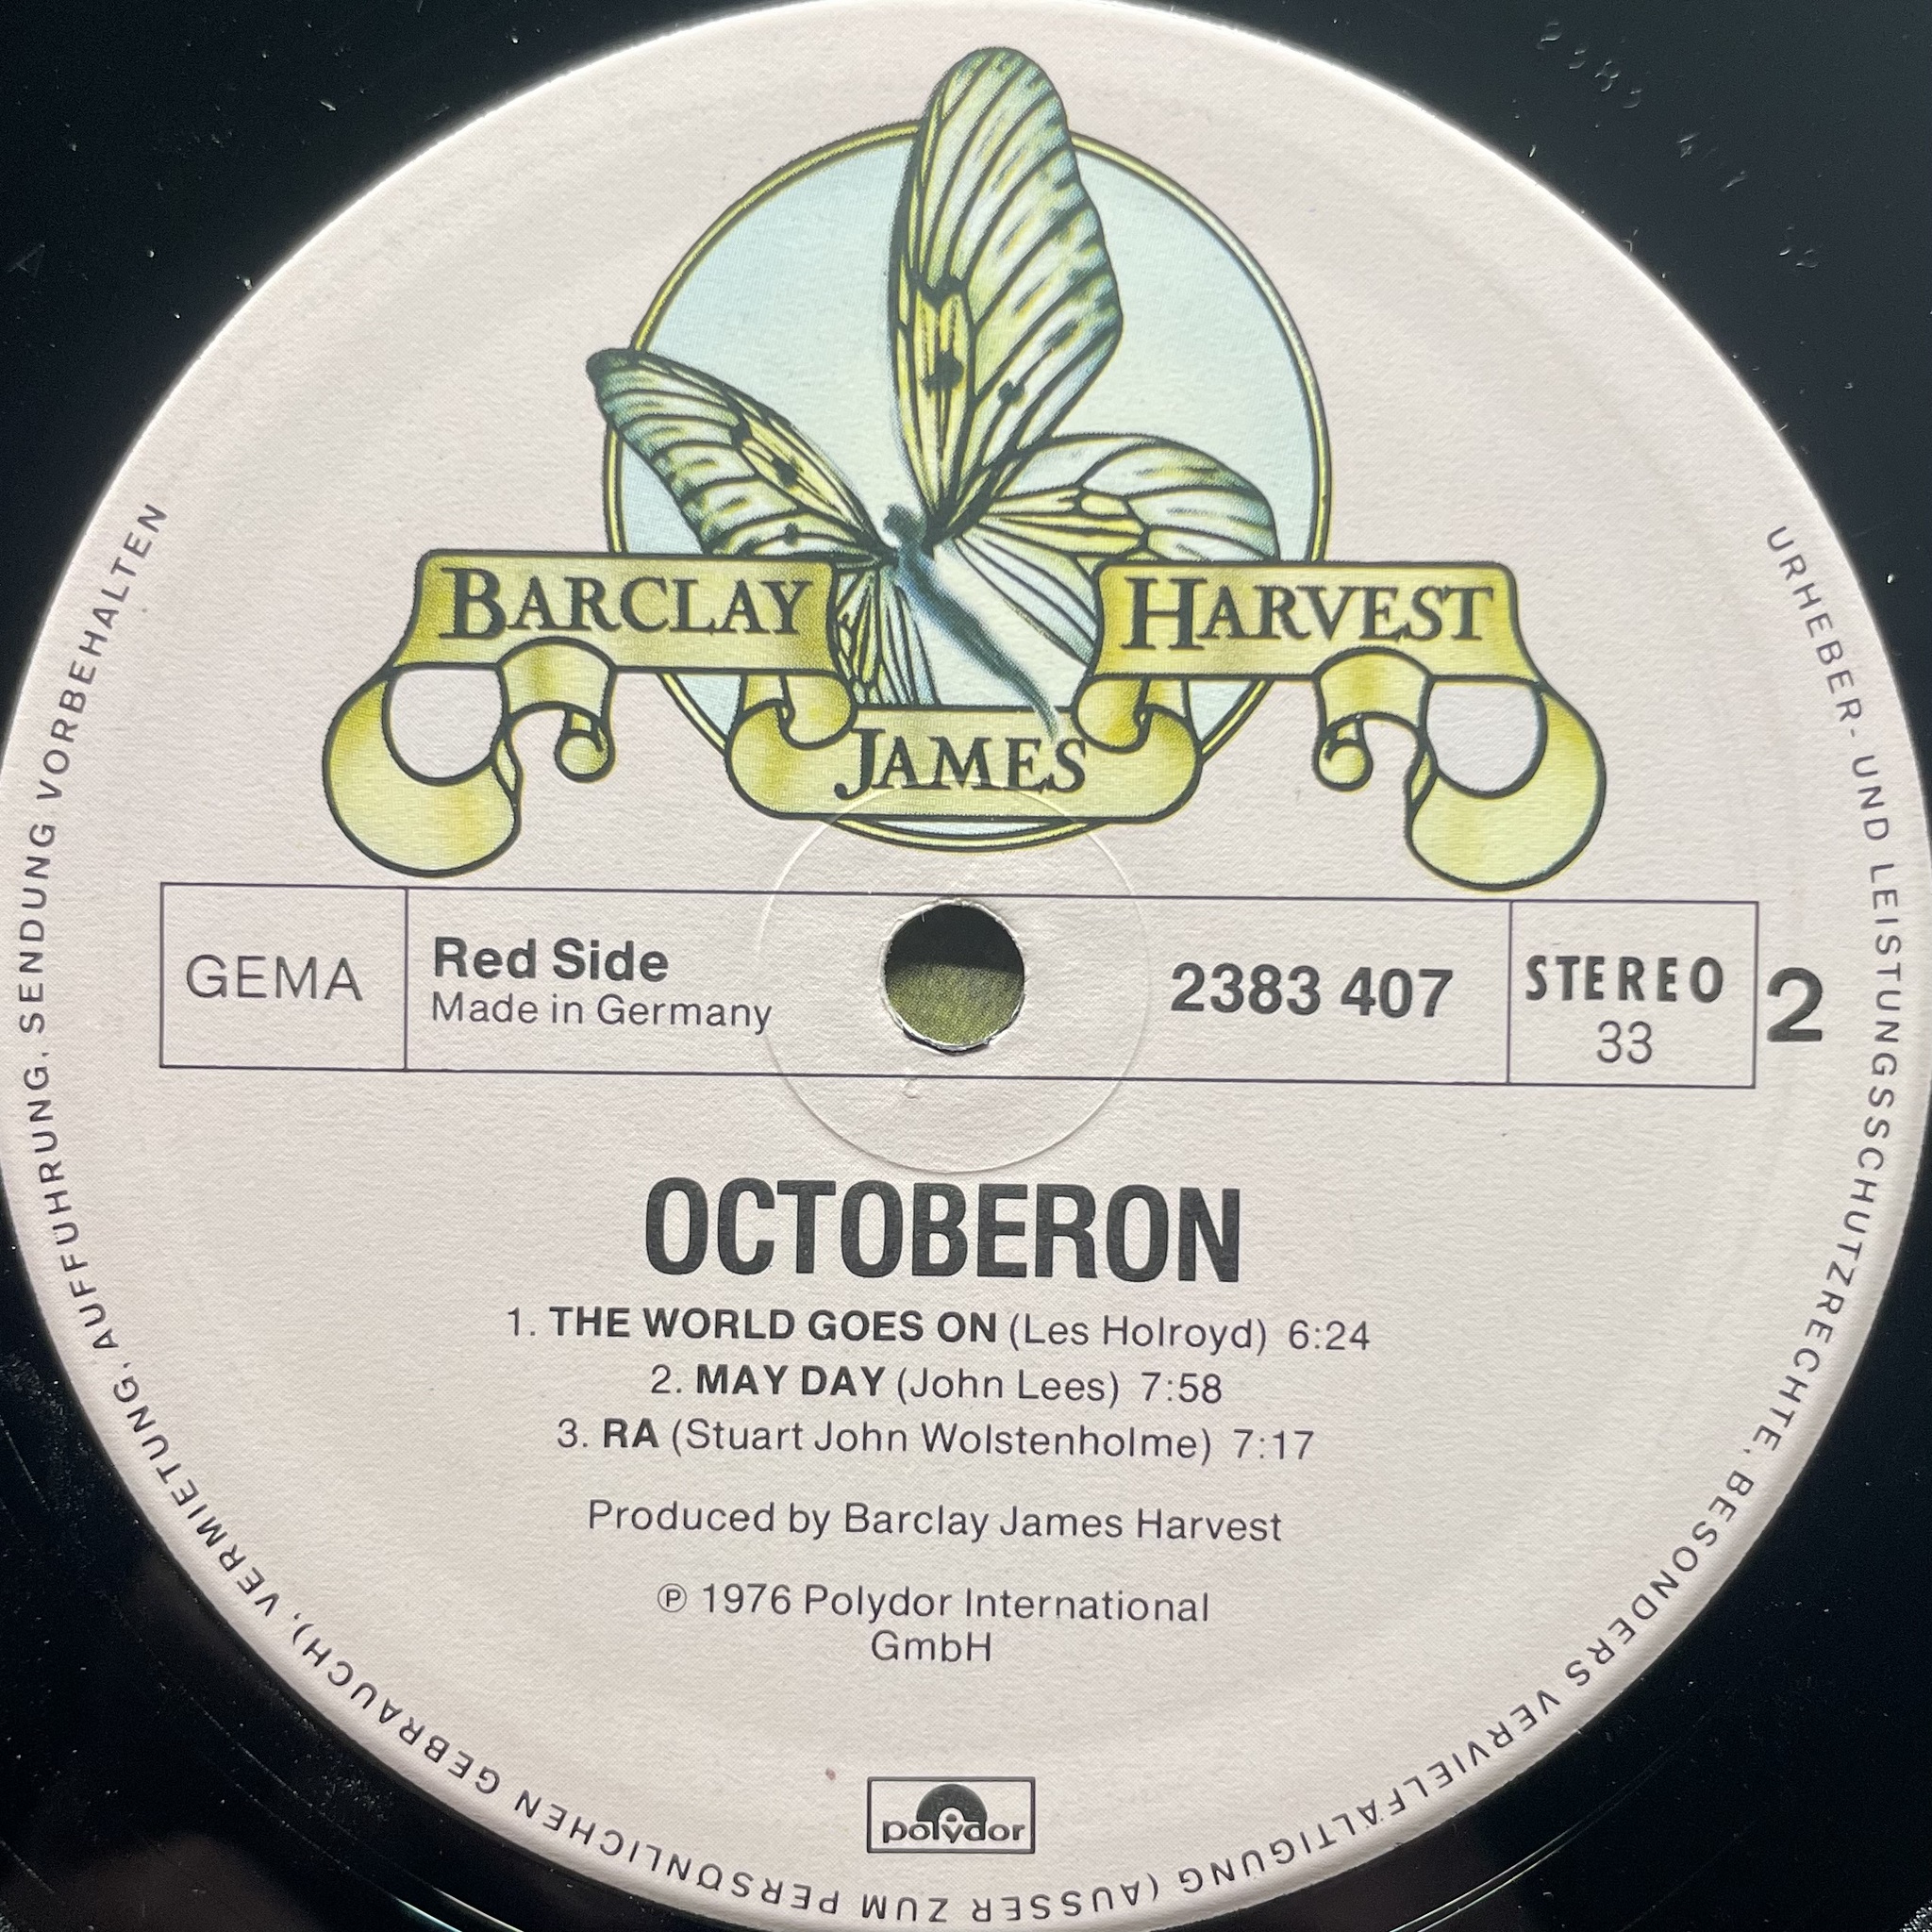 BARCLAY
JAMES
HARVEST
GEMA
Red Side
Made in Germany
2383 407
STEREO
33
2
OCTOBERON
1. THE WORLD GOES ON (Les Holroyd) 6:24
2. MAY DAY (John Lees) 7:58
3. RA (Stuart John Wolstenholme) 7:17
Produced by Barclay James Harvest
℗ 1976 Polydor International
GmbH
polydor
URHEBER- UND LEISTUNGSSCHUTZRECHTE, BESONDERS VERVIELFÄLTIGUNG (AUSSER ZUM PERSÖNLICHEN GEBRAUCH), VERMIETUNG, AUFFÜHRUNG, SENDUNG VORBEHALTEN